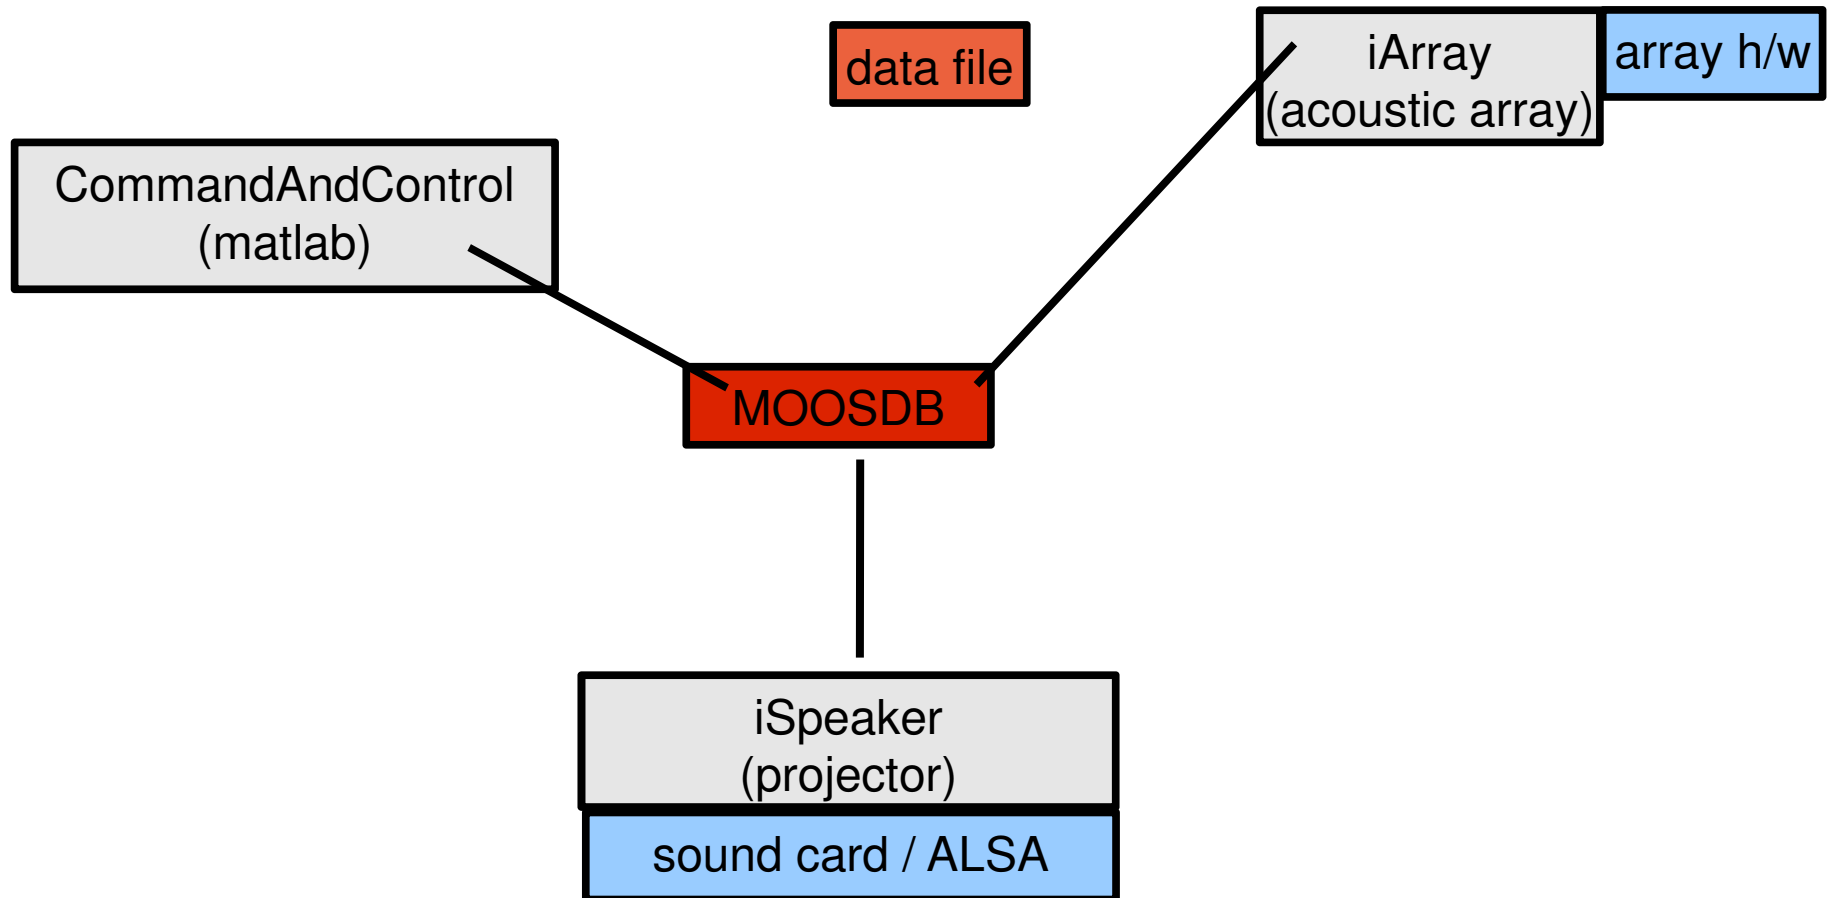 data file
iArray
(acoustic array)
array h/w
CommandAndControl
(matlab)
MOOSDB
iSpeaker
(projector)
sound card / ALSA